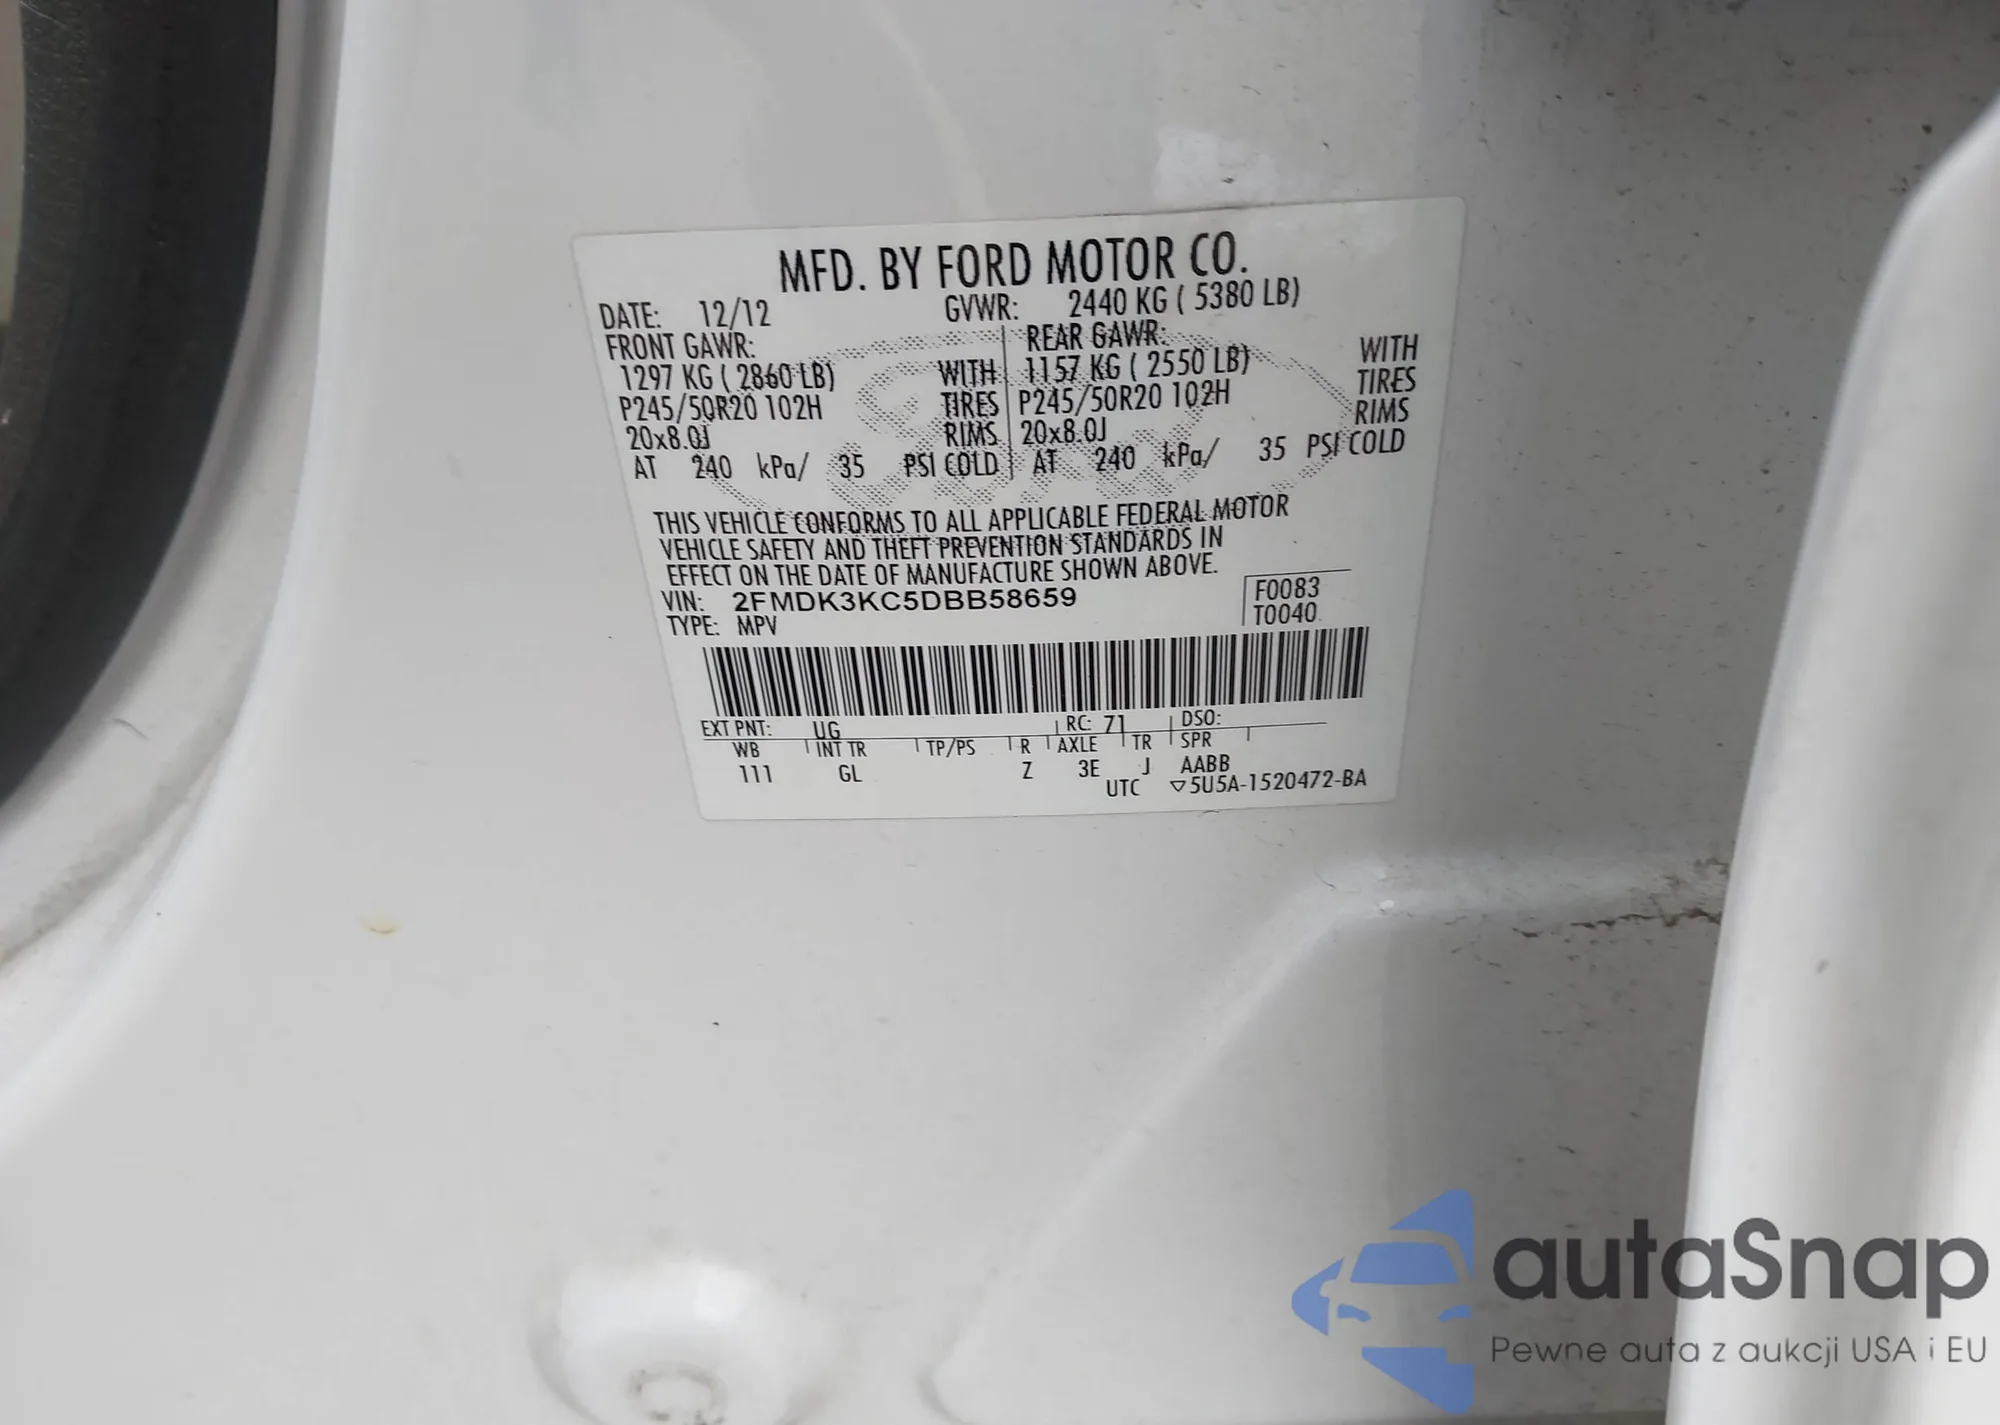 MFD. BY FORD MOTOR CO.
DATE: 12/12 GVWR: 2440 KG ( 5380 LB)
FRONT GAWR: REAR GAWR:
1297 KG ( 2860 LB) WITH 1157 KG ( 2550 LB) WITH
P245/50R20 102H TIRES P245/50R20 102H TIRES
20x8.0J RIMS 20x8.0J RIMS
AT 240 kPa/ 35 PSI COLD AT 240 kPa/ 35 PSI COLD
THIS VEHICLE CONFORMS TO ALL APPLICABLE FEDERAL MOTOR
VEHICLE SAFETY AND THEFT PREVENTION STANDARDS IN
EFFECT ON THE DATE OF MANUFACTURE SHOWN ABOVE.
VIN: 2FMDK3KC5DBB58659 F0083
TYPE: MPV T0040
EXT PNT: UG RC: 71 DSO:
WB INT TR TP/PS R AXLE TR SPR
111 GL Z 3E J AABB
UTC ▽5U5A-1520472-BA
autaSnap
Pewne auta z aukcji USA i EU